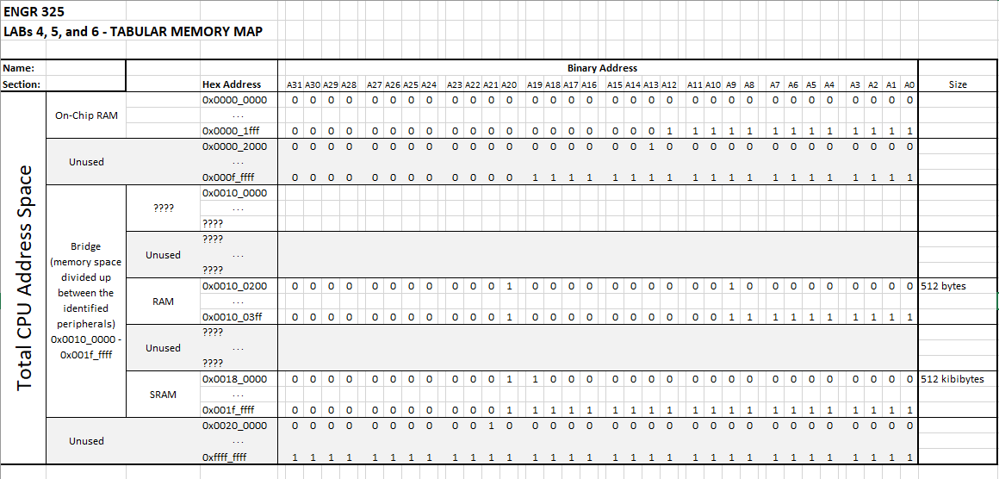 ENGR 325
LABs 4, 5, and 6 - TABULAR MEMORY MAP
Name: Binary Address
Section: Hex Address A31 A30 A29 A28 A27 A26 A25 A24 A23 A22 A21 A20 A19 A18 A17 A16 A15 A14 A13 A12 A11 A10 A9 A8 A7 A6 A5 A4 A3 A2 A1 A0 Size
Total CPU Address Space
On-Chip RAM
0x0000_0000 0 0 0 0 0 0 0 0 0 0 0 0 0 0 0 0 0 0 0 0 0 0 0 0 0 0 0 0 0 0 0 0
...
0x0000_1fff 0 0 0 0 0 0 0 0 0 0 0 0 0 0 0 0 0 0 0 1 1 1 1 1 1 1 1 1 1 1 1 1
Unused
0x0000_2000 0 0 0 0 0 0 0 0 0 0 0 0 0 0 0 0 0 0 1 0 0 0 0 0 0 0 0 0 0 0 0 0
...
0x000f_ffff 0 0 0 0 0 0 0 0 0 0 0 0 1 1 1 1 1 1 1 1 1 1 1 1 1 1 1 1 1 1 1 1
Bridge
(memory space
divided up
between the
identified
peripherals)
0x0010_0000 -
0x001f_ffff
????
0x0010_0000
...
????
Unused
????
...
????
RAM
0x0010_0200 0 0 0 0 0 0 0 0 0 0 0 1 0 0 0 0 0 0 0 0 0 0 1 0 0 0 0 0 0 0 0 0 512 bytes
...
0x0010_03ff 0 0 0 0 0 0 0 0 0 0 0 1 0 0 0 0 0 0 0 0 0 0 1 1 1 1 1 1 1 1 1 1
Unused
????
...
????
SRAM
0x0018_0000 0 0 0 0 0 0 0 0 0 0 0 1 1 0 0 0 0 0 0 0 0 0 0 0 0 0 0 0 0 0 0 0 512 kibibytes
...
0x001f_ffff 0 0 0 0 0 0 0 0 0 0 0 1 1 1 1 1 1 1 1 1 1 1 1 1 1 1 1 1 1 1 1 1
Unused
0x0020_0000 0 0 0 0 0 0 0 0 0 0 1 0 0 0 0 0 0 0 0 0 0 0 0 0 0 0 0 0 0 0 0 0
...
0xffff_ffff 1 1 1 1 1 1 1 1 1 1 1 1 1 1 1 1 1 1 1 1 1 1 1 1 1 1 1 1 1 1 1 1